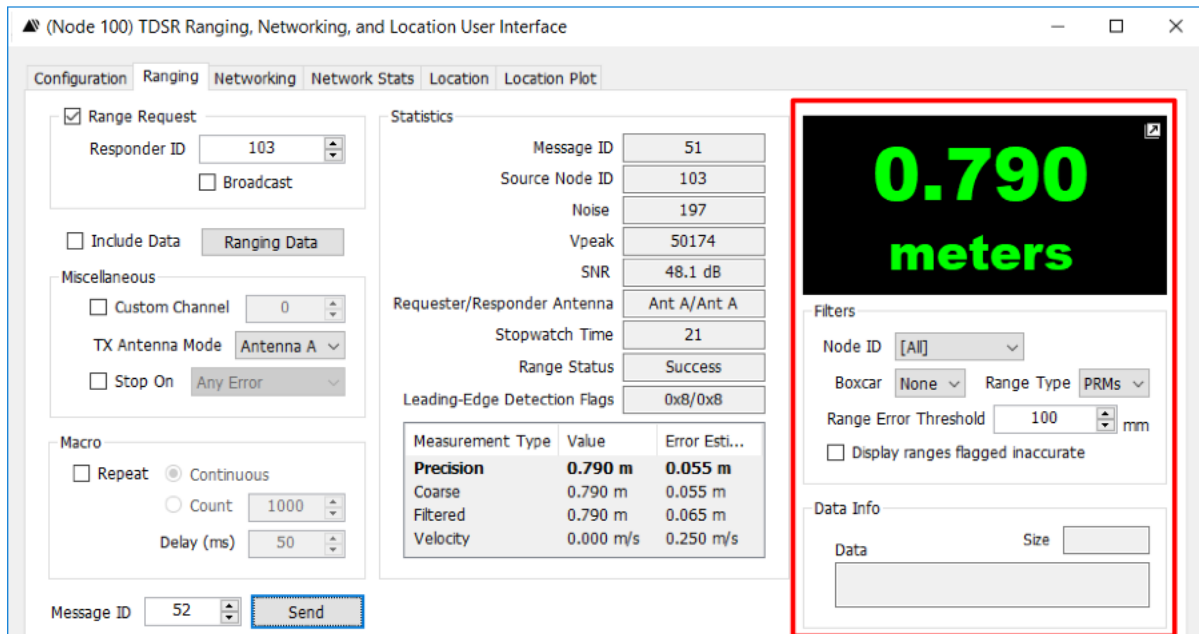 (Node 100) TDSR Ranging, Networking, and Location User Interface
Configuration Ranging Networking Network Stats Location Location Plot
Range Request
Responder ID 103
Broadcast
Include Data Ranging Data
Miscellaneous
Custom Channel 0
TX Antenna Mode Antenna A
Stop On Any Error
Macro
Repeat Continuous
Count 1000
Delay (ms) 50
Message ID 52 Send
Statistics
Message ID 51
Source Node ID 103
Noise 197
Vpeak 50174
SNR 48.1 dB
Requester/Responder Antenna Ant A/Ant A
Stopwatch Time 21
Range Status Success
Leading-Edge Detection Flags 0x8/0x8
Measurement Type Value Error Esti...
Precision 0.790 m 0.055 m
Coarse 0.790 m 0.055 m
Filtered 0.790 m 0.065 m
Velocity 0.000 m/s 0.250 m/s
0.790
meters
Filters
Node ID [All]
Boxcar None Range Type PRMs
Range Error Threshold 100 mm
Display ranges flagged inaccurate
Data Info
Size
Data